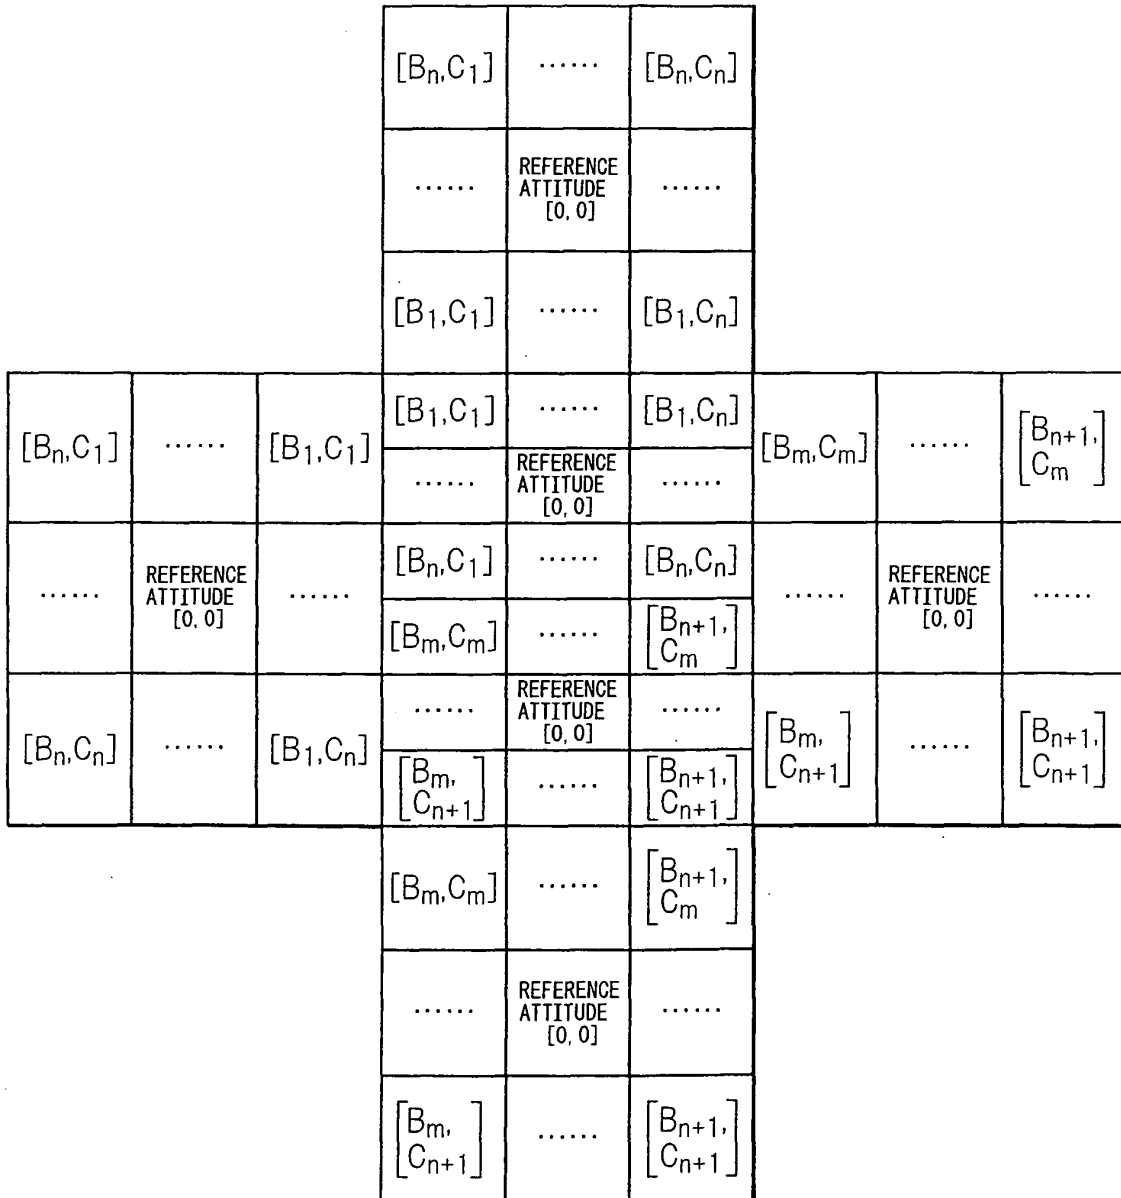 [Bn,C1] ...... [Bn,Cn]
...... REFERENCE ATTITUDE [0, 0] ......
[B1,C1] ...... [B1,Cn]
[Bn,C1] ...... [B1,C1] [B1,C1] ...... [B1,Cn] [Bm,Cm] ...... [Bn+1, Cm]
...... REFERENCE ATTITUDE [0, 0] ......
...... REFERENCE ATTITUDE [0, 0] ...... [Bn,C1] ...... [Bn,Cn] ...... REFERENCE ATTITUDE [0, 0] ......
[Bm,Cm] ...... [Bn+1, Cm]
...... REFERENCE ATTITUDE [0, 0] ......
[Bn,Cn] ...... [B1,Cn] [Bm, Cn+1] ...... [Bn+1, Cn+1] [Bm, Cn+1] ...... [Bn+1, Cn+1]
[Bm,Cm] ...... [Bn+1, Cm]
...... REFERENCE ATTITUDE [0, 0] ......
[Bm, Cn+1] ...... [Bn+1, Cn+1]